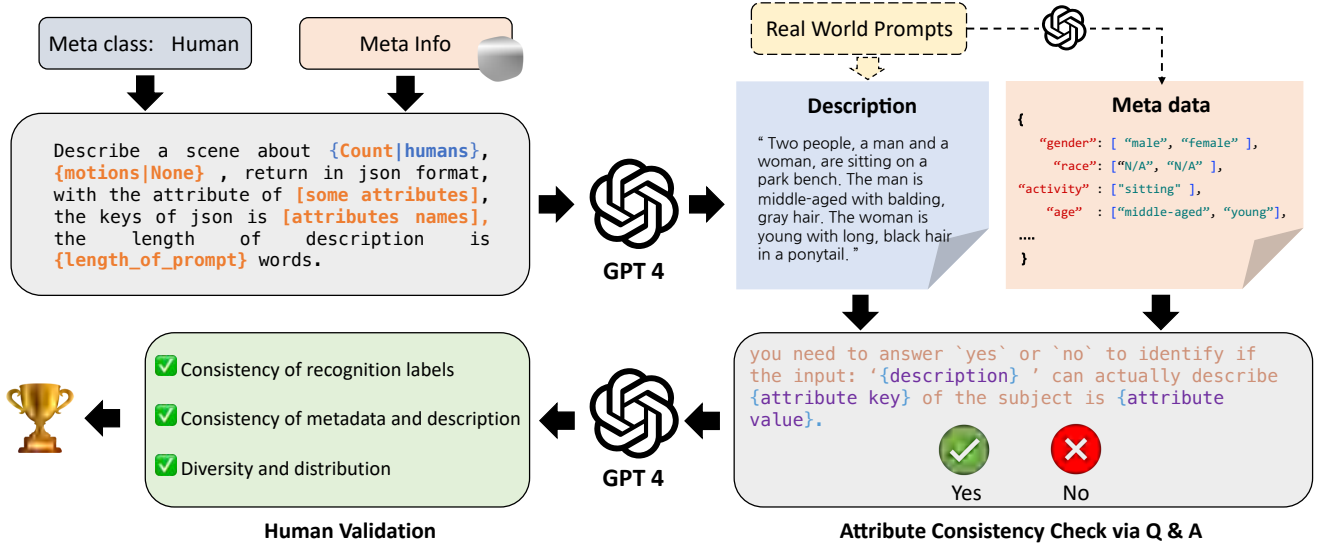 Meta class: Human
Meta Info
Real World Prompts
Describe a scene about {Count|humans},
{motions|None} , return in json format,
with the attribute of [some attributes],
the keys of json is [attributes names],
the length of description is
{length_of_prompt} words.
GPT 4
Description
“ Two people, a man and a
woman, are sitting on a
park bench. The man is
middle-aged with balding,
gray hair. The woman is
young with long, black hair
in a ponytail. ”
Meta data
{
“gender”: [ “male”, “female” ],
“race”: [“N/A”, “N/A” ],
“activity” : ["sitting" ],
“age” : [“middle-aged”, “young”],
....
}
you need to answer `yes` or `no` to identify if
the input: ‘{description} ’ can actually describe
{attribute key} of the subject is {attribute
value}.
Yes
No
Attribute Consistency Check via Q & A
GPT 4
Consistency of recognition labels
Consistency of metadata and description
Diversity and distribution
Human Validation